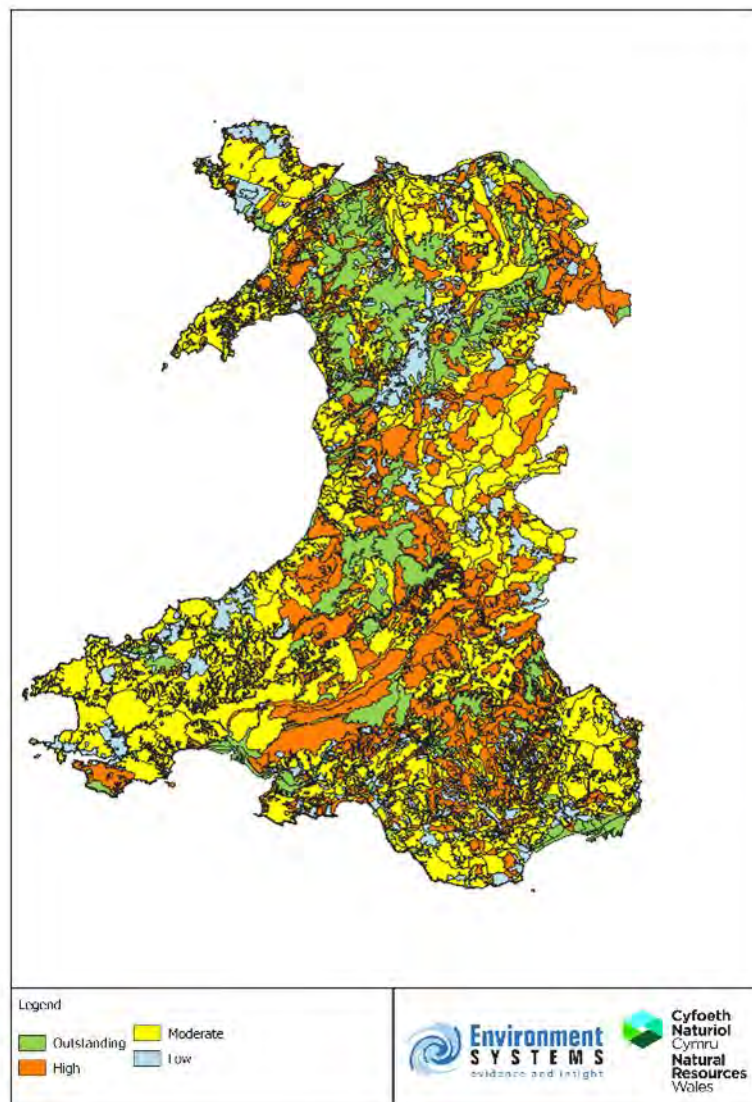 Legend
Outstanding
High
Moderate
Low
Environment
SYSTEMS
evidence and insight
Cyfoeth
Naturiol
Cymru
Natural
Resources
Wales